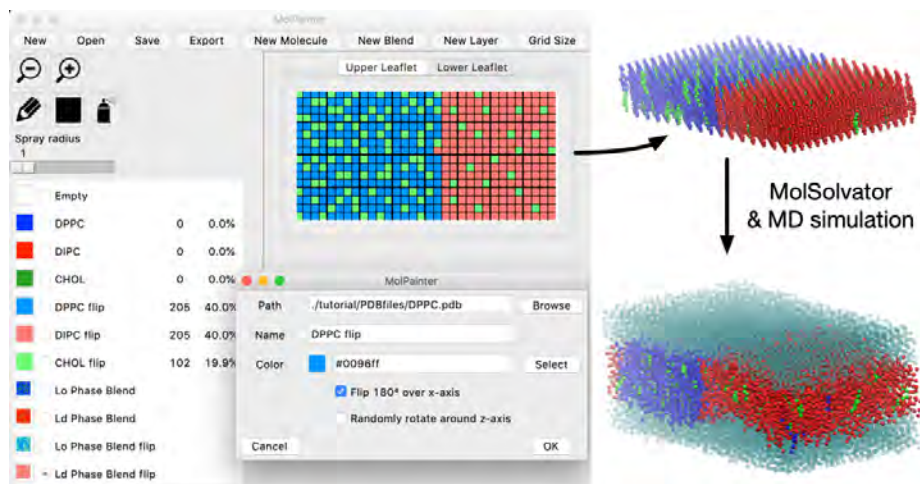 MolPainter
New Open Save Export New Molecule New Blend New Layer Grid Size
Upper Leaflet Lower Leaflet
Spray radius
1
Empty
DPPC 0 0.0%
DIPC 0 0.0%
CHOL 0 0.0%
DPPC flip 205 40.0%
DIPC flip 205 40.0%
CHOL flip 102 19.9%
Lo Phase Blend
Ld Phase Blend
Lo Phase Blend flip
- Ld Phase Blend flip
MolPainter
Path ./tutorial/PDBfiles/DPPC.pdb Browse
Name DPPC flip
Color #0096ff Select
Flip 180° over x-axis
Randomly rotate around z-axis
Cancel OK
MolSolvator
& MD simulation